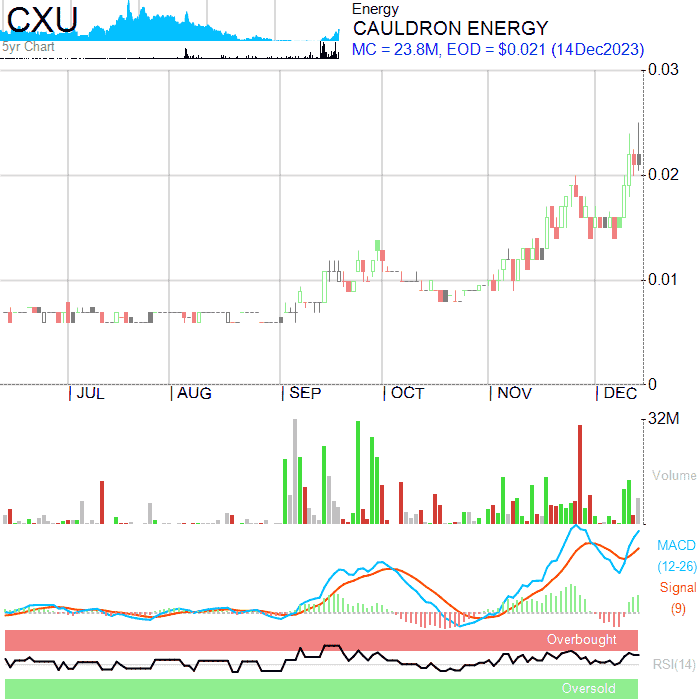 CXU
5yr Chart
Energy
CAULDRON ENERGY
MC = 23.8M, EOD = $0.021 (14Dec2023)
0.03
0.02
0.01
0
JUL
AUG
SEP
OCT
NOV
DEC
32M
Volume
MACD
(12-26)
Signal
(9)
Overbought
RSI(14)
Oversold